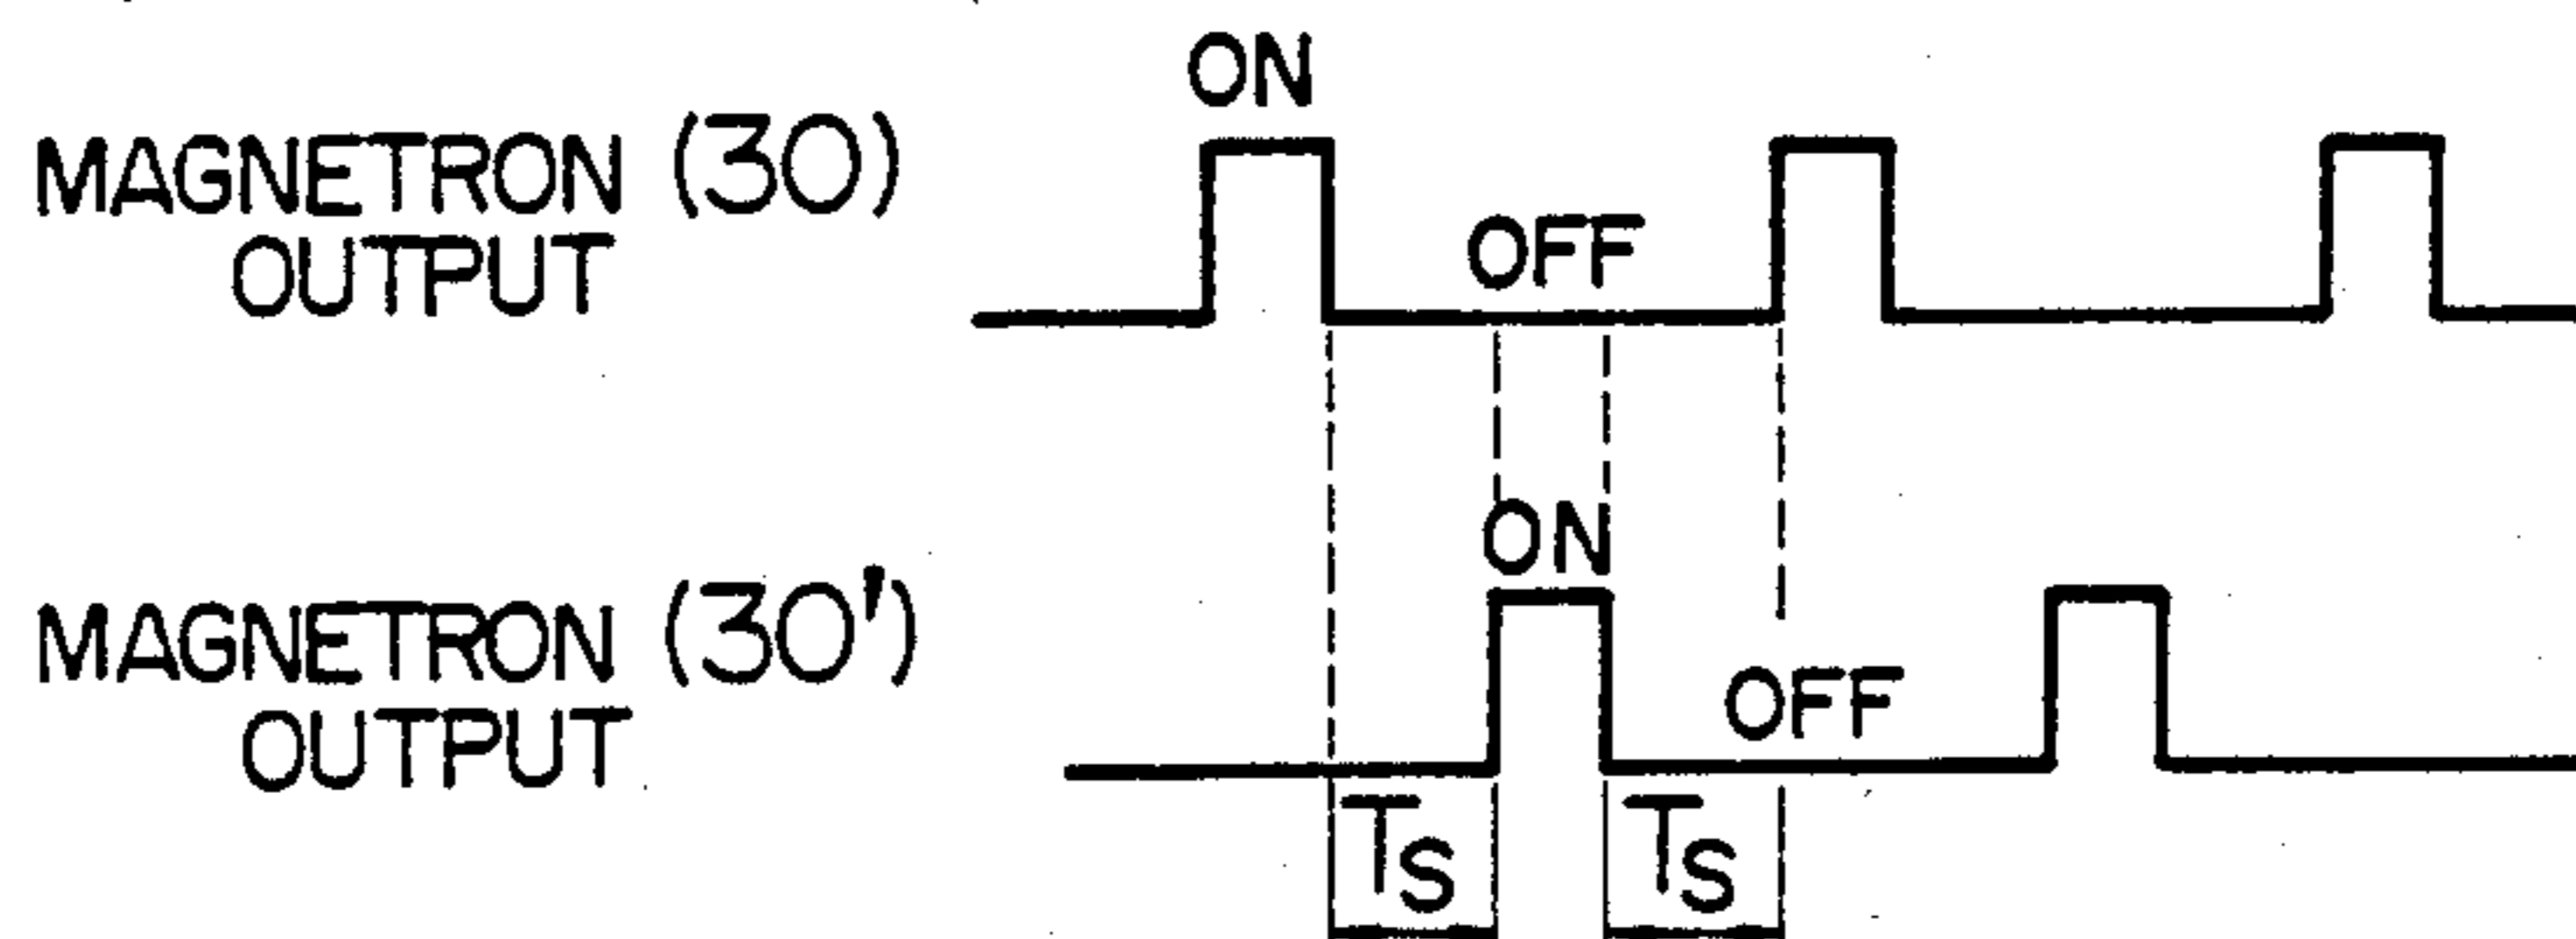 ON
MAGNETRON (30)
OUTPUT
OFF
ON
MAGNETRON (30')
OUTPUT
OFF
TS TS